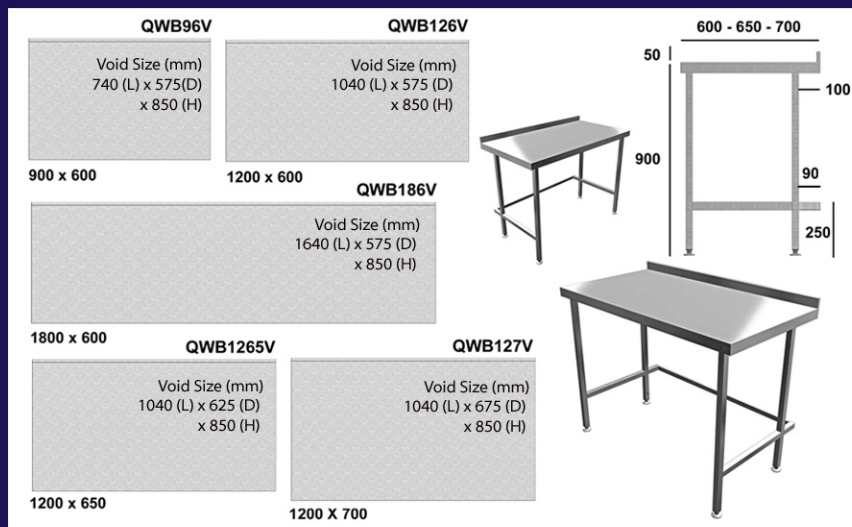 QWB96V
Void Size (mm)
740 (L) x 575(D)
x 850 (H)
900 x 600
QWB126V
Void Size (mm)
1040 (L) x 575 (D)
x 850 (H)
1200 x 600
QWB186V
Void Size (mm)
1640 (L) x 575 (D)
x 850 (H)
1800 x 600
QWB1265V
Void Size (mm)
1040 (L) x 625 (D)
x 850 (H)
1200 x 650
QWB127V
Void Size (mm)
1040 (L) x 675 (D)
x 850 (H)
1200 X 700
600 - 650 - 700
50
100
900
90
250